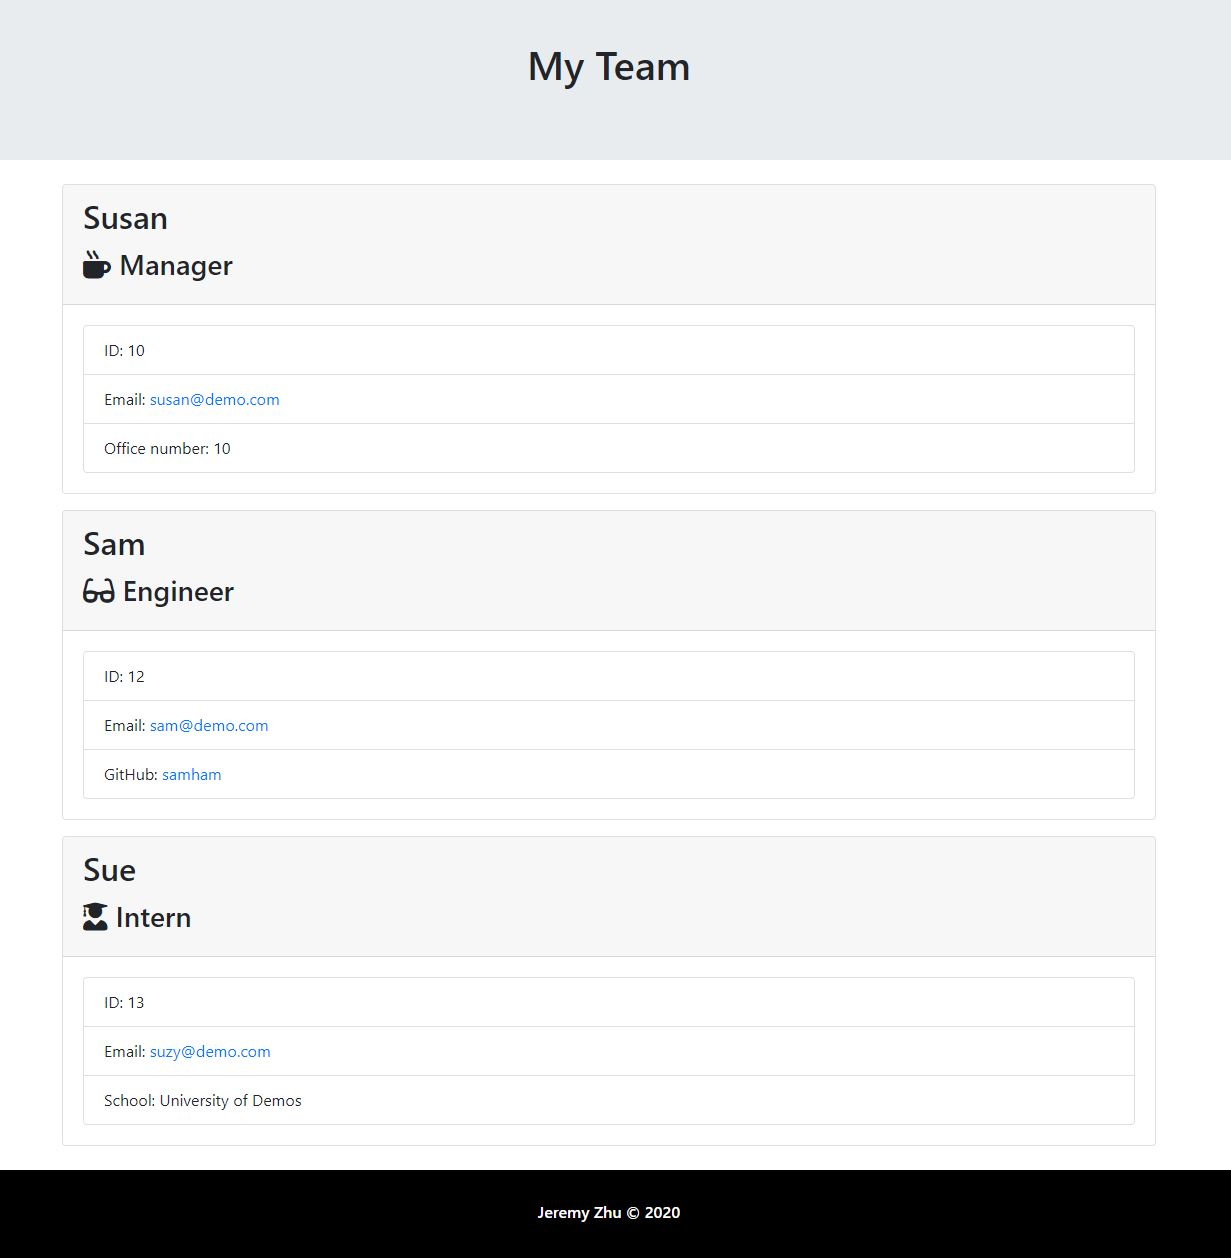 My Team
Susan
Manager
ID: 10
Email: susan@demo.com
Office number: 10
Sam
Engineer
ID: 12
Email: sam@demo.com
GitHub: samham
Sue
Intern
ID: 13
Email: suzy@demo.com
School: University of Demos
Jeremy Zhu © 2020